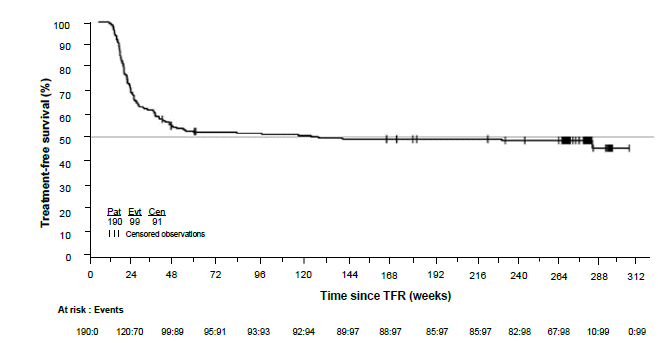 Treatment-free survival (%)
100
90
80
70
60
50
40
30
20
10
0
Pat Evt Cen
190 99 91
Censored observations
0 24 48 72 96 120 144 168 192 216 240 264 288 312
Time since TFR (weeks)
At risk : Events
190:0 120:70 99:89 95:91 93:93 92:94 89:97 88:97 85:97 85:97 82:98 67:98 10:99 0:99